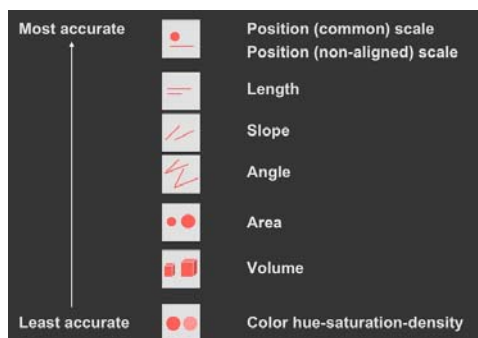 Most accurate
Position (common) scale
Position (non-aligned) scale
Length
Slope
Angle
Area
Volume
Least accurate
Color hue-saturation-density